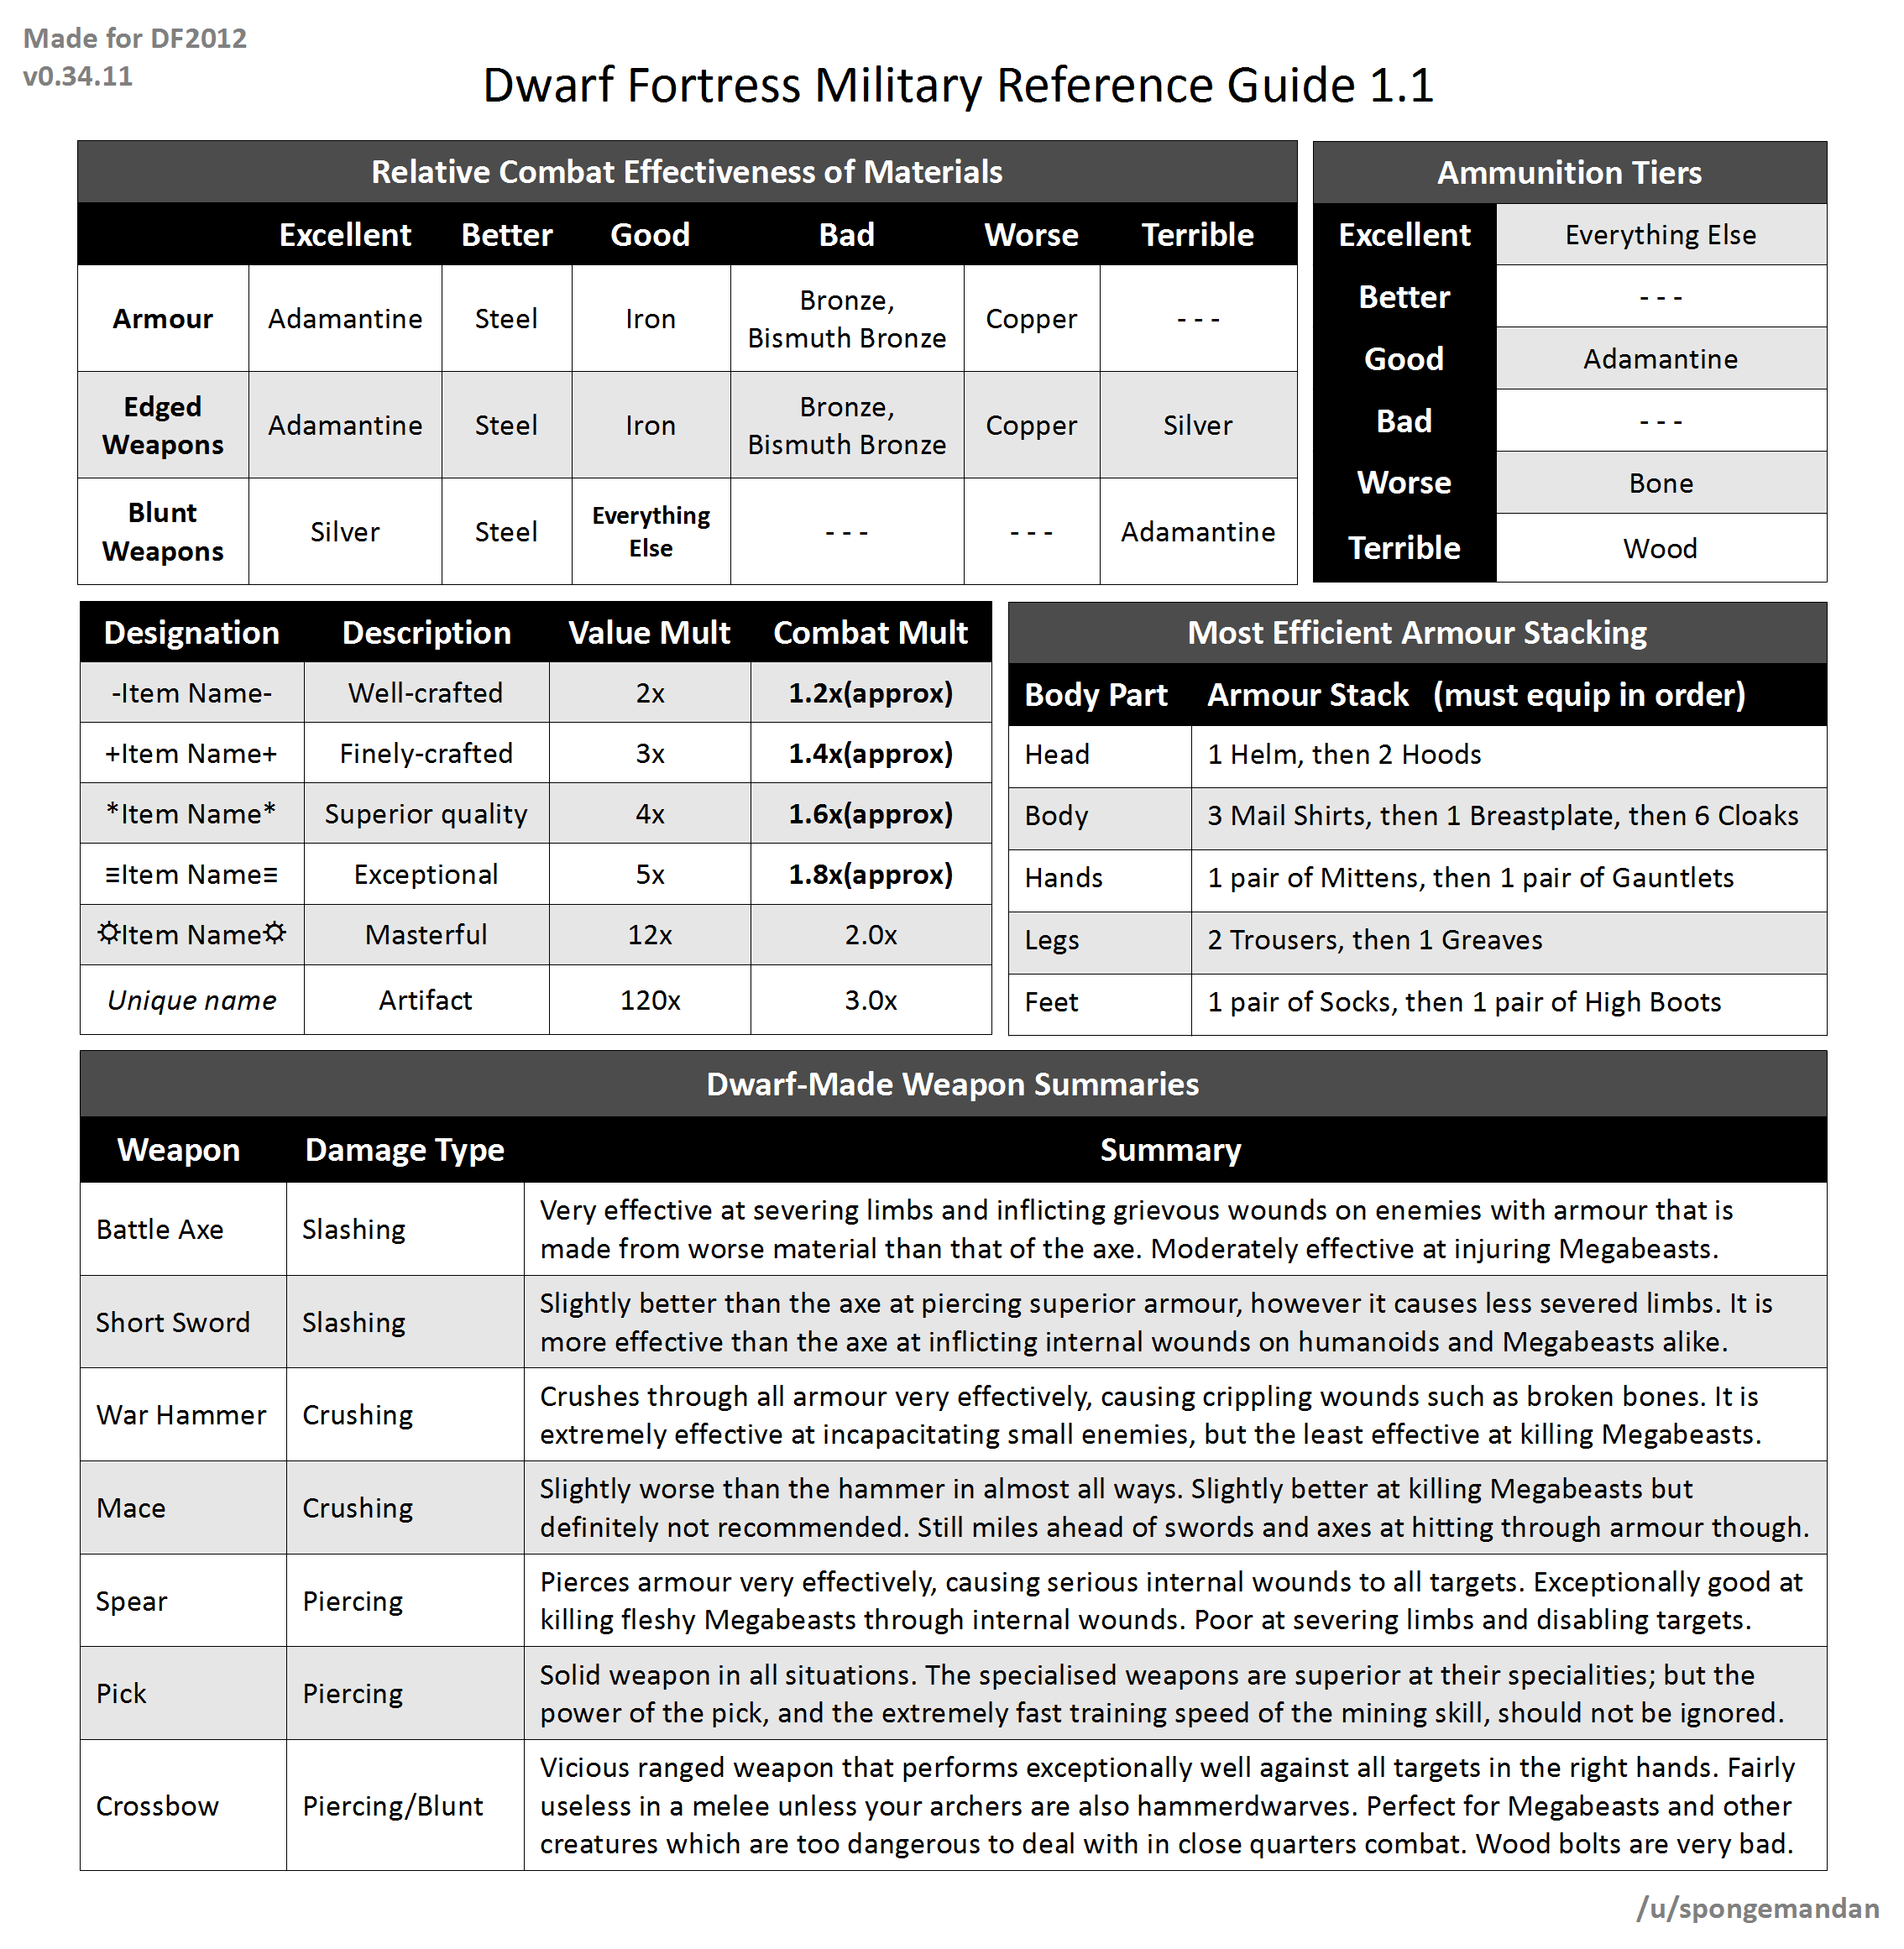 Made for DF2012
v0.34.11
Dwarf Fortress Military Reference Guide 1.1
Relative Combat Effectiveness of Materials
Excellent Better Good Bad Worse Terrible
Armour Adamantine Steel Iron Bronze, Bismuth Bronze Copper - - -
Edged Weapons Adamantine Steel Iron Bronze, Bismuth Bronze Copper Silver
Blunt Weapons Silver Steel Everything Else - - - - - - Adamantine
Ammunition Tiers
Excellent Everything Else
Better - - -
Good Adamantine
Bad - - -
Worse Bone
Terrible Wood
Designation Description Value Mult Combat Mult
-Item Name- Well-crafted 2x 1.2x(approx)
+Item Name+ Finely-crafted 3x 1.4x(approx)
*Item Name* Superior quality 4x 1.6x(approx)
≡Item Name≡ Exceptional 5x 1.8x(approx)
☼Item Name☼ Masterful 12x 2.0x
Unique name Artifact 120x 3.0x
Most Efficient Armour Stacking
Body Part Armour Stack (must equip in order)
Head 1 Helm, then 2 Hoods
Body 3 Mail Shirts, then 1 Breastplate, then 6 Cloaks
Hands 1 pair of Mittens, then 1 pair of Gauntlets
Legs 2 Trousers, then 1 Greaves
Feet 1 pair of Socks, then 1 pair of High Boots
Dwarf-Made Weapon Summaries
Weapon Damage Type Summary
Battle Axe Slashing
Very effective at severing limbs and inflicting grievous wounds on enemies with armour that is
made from worse material than that of the axe. Moderately effective at injuring Megabeasts.
Short Sword Slashing
Slightly better than the axe at piercing superior armour, however it causes less severed limbs. It is
more effective than the axe at inflicting internal wounds on humanoids and Megabeasts alike.
War Hammer Crushing
Crushes through all armour very effectively, causing crippling wounds such as broken bones. It is
extremely effective at incapacitating small enemies, but the least effective at killing Megabeasts.
Mace Crushing
Slightly worse than the hammer in almost all ways. Slightly better at killing Megabeasts but
definitely not recommended. Still miles ahead of swords and axes at hitting through armour though.
Spear Piercing
Pierces armour very effectively, causing serious internal wounds to all targets. Exceptionally good at
killing fleshy Megabeasts through internal wounds. Poor at severing limbs and disabling targets.
Pick Piercing
Solid weapon in all situations. The specialised weapons are superior at their specialities; but the
power of the pick, and the extremely fast training speed of the mining skill, should not be ignored.
Crossbow Piercing/Blunt
Vicious ranged weapon that performs exceptionally well against all targets in the right hands. Fairly
useless in a melee unless your archers are also hammerdwarves. Perfect for Megabeasts and other
creatures which are too dangerous to deal with in close quarters combat. Wood bolts are very bad.
/u/spongemandan